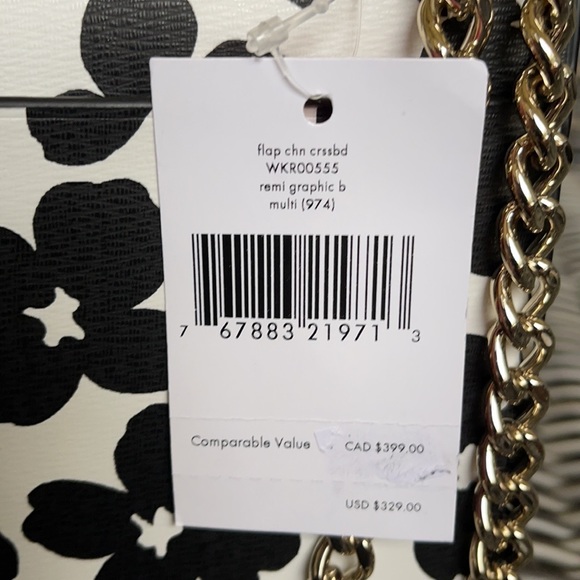 flap chn crssbd
WKR00555
remi graphic b
multi (974)
7 67883 21971 3
Comparable Value CAD $399.00
USD $329.00